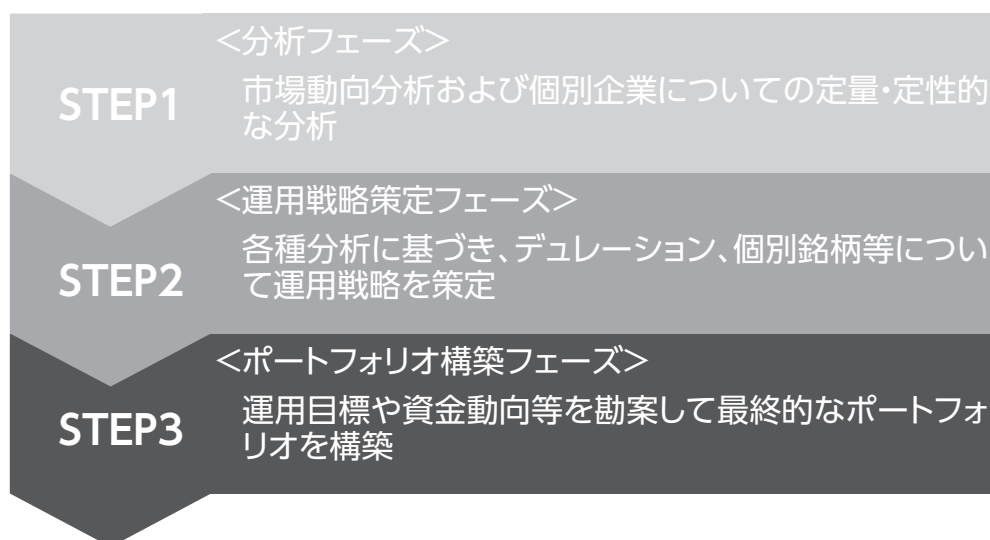 ＜分析フェーズ＞
STEP1
市場動向分析および個別企業についての定量・定性的
な分析
＜運用戦略策定フェーズ＞
STEP2
各種分析に基づき、デュレーション、個別銘柄等につい
て運用戦略を策定
＜ポートフォリオ構築フェーズ＞
STEP3
運用目標や資金動向等を勘案して最終的なポートフォ
リオを構築